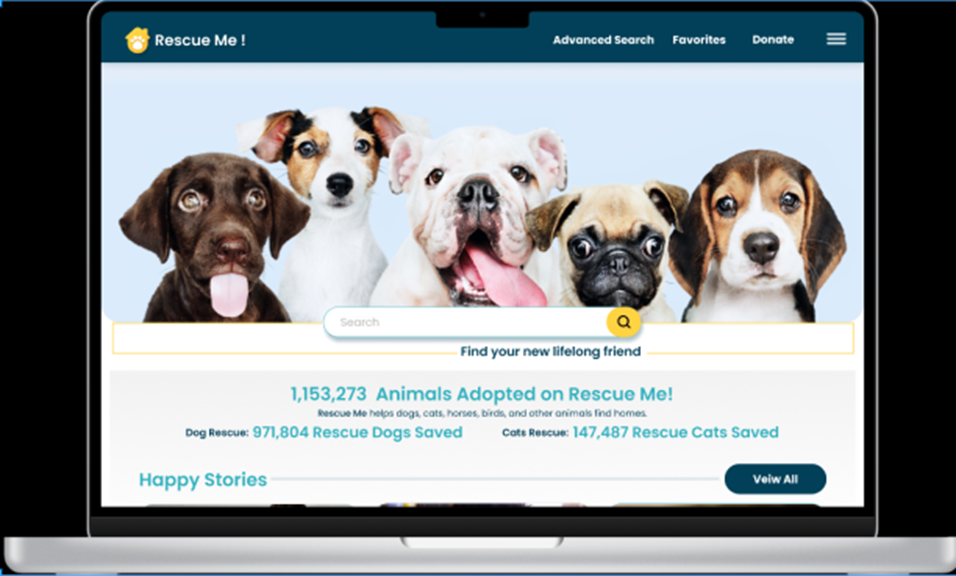 Rescue Me !
Advanced Search Favorites Donate
Search
Find your new lifelong friend
1,153,273 Animals Adopted on Rescue Me!
Rescue Me helps dogs, cats, horses, birds, and other animals find homes.
Dog Rescue: 971,804 Rescue Dogs Saved Cats Rescue: 147,487 Rescue Cats Saved
Happy Stories
Veiw All